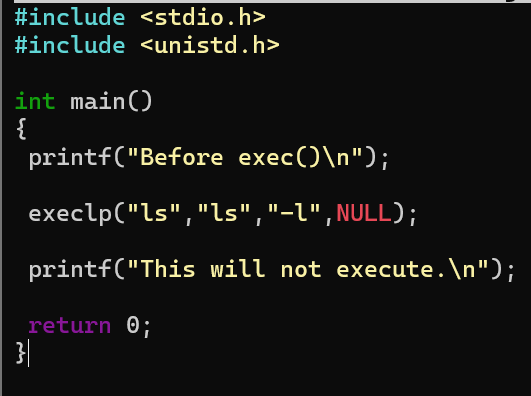 #include <stdio.h>
#include <unistd.h>
int main()
{
printf("Before exec()\n");
execlp("ls","ls","-l",NULL);
printf("This will not execute.\n");
return 0;
}